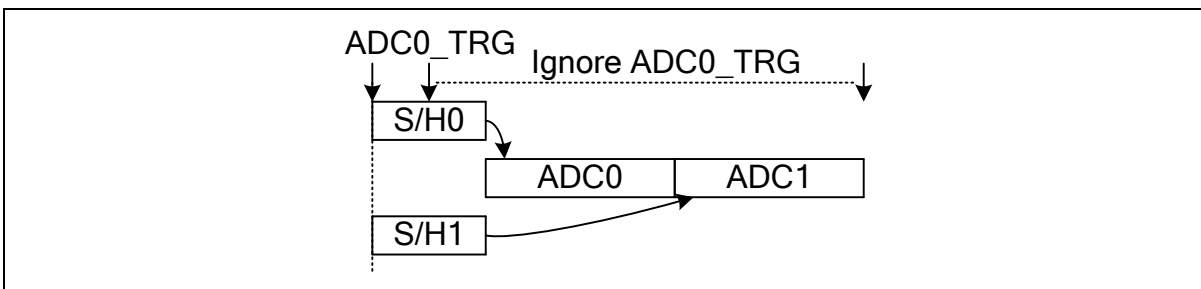 ADC0_TRG
Ignore ADC0_TRG
S/H0
ADC0 ADC1
S/H1